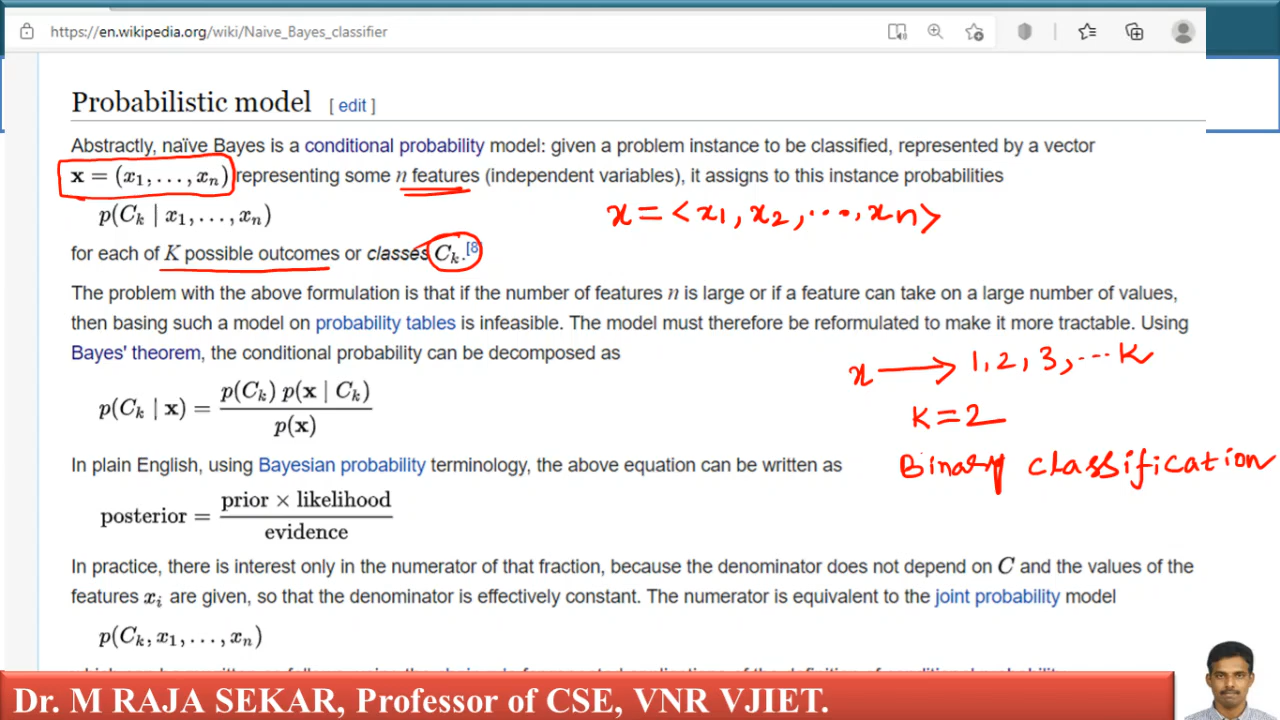 https://en.wikipedia.org/wiki/Naive_Bayes_classifier
Probabilistic model [ edit ]
Abstractly, naïve Bayes is a conditional probability model: given a problem instance to be classified, represented by a vector
x = (x₁, . . . , xₙ) representing some n features (independent variables), it assigns to this instance probabilities
p(Cₖ | x₁, . . . , xₙ)
x = < x₁, x₂, ..., xn>
for each of K possible outcomes or classes Cₖ.[8
The problem with the above formulation is that if the number of features n is large or if a feature can take on a large number of values,
then basing such a model on probability tables is infeasible. The model must therefore be reformulated to make it more tractable. Using
Bayes' theorem, the conditional probability can be decomposed as
x ⟶ 1, 2, 3, ... K
p(Cₖ | x) = p(Cₖ) p(x | Cₖ) / p(x)
K = 2
In plain English, using Bayesian probability terminology, the above equation can be written as
Binary classification
posterior = prior × likelihood / evidence
In practice, there is interest only in the numerator of that fraction, because the denominator does not depend on C and the values of the
features xᵢ are given, so that the denominator is effectively constant. The numerator is equivalent to the joint probability model
p(Cₖ, x₁, . . . , xₙ)
Dr. M RAJA SEKAR, Professor of CSE, VNR VJIET.